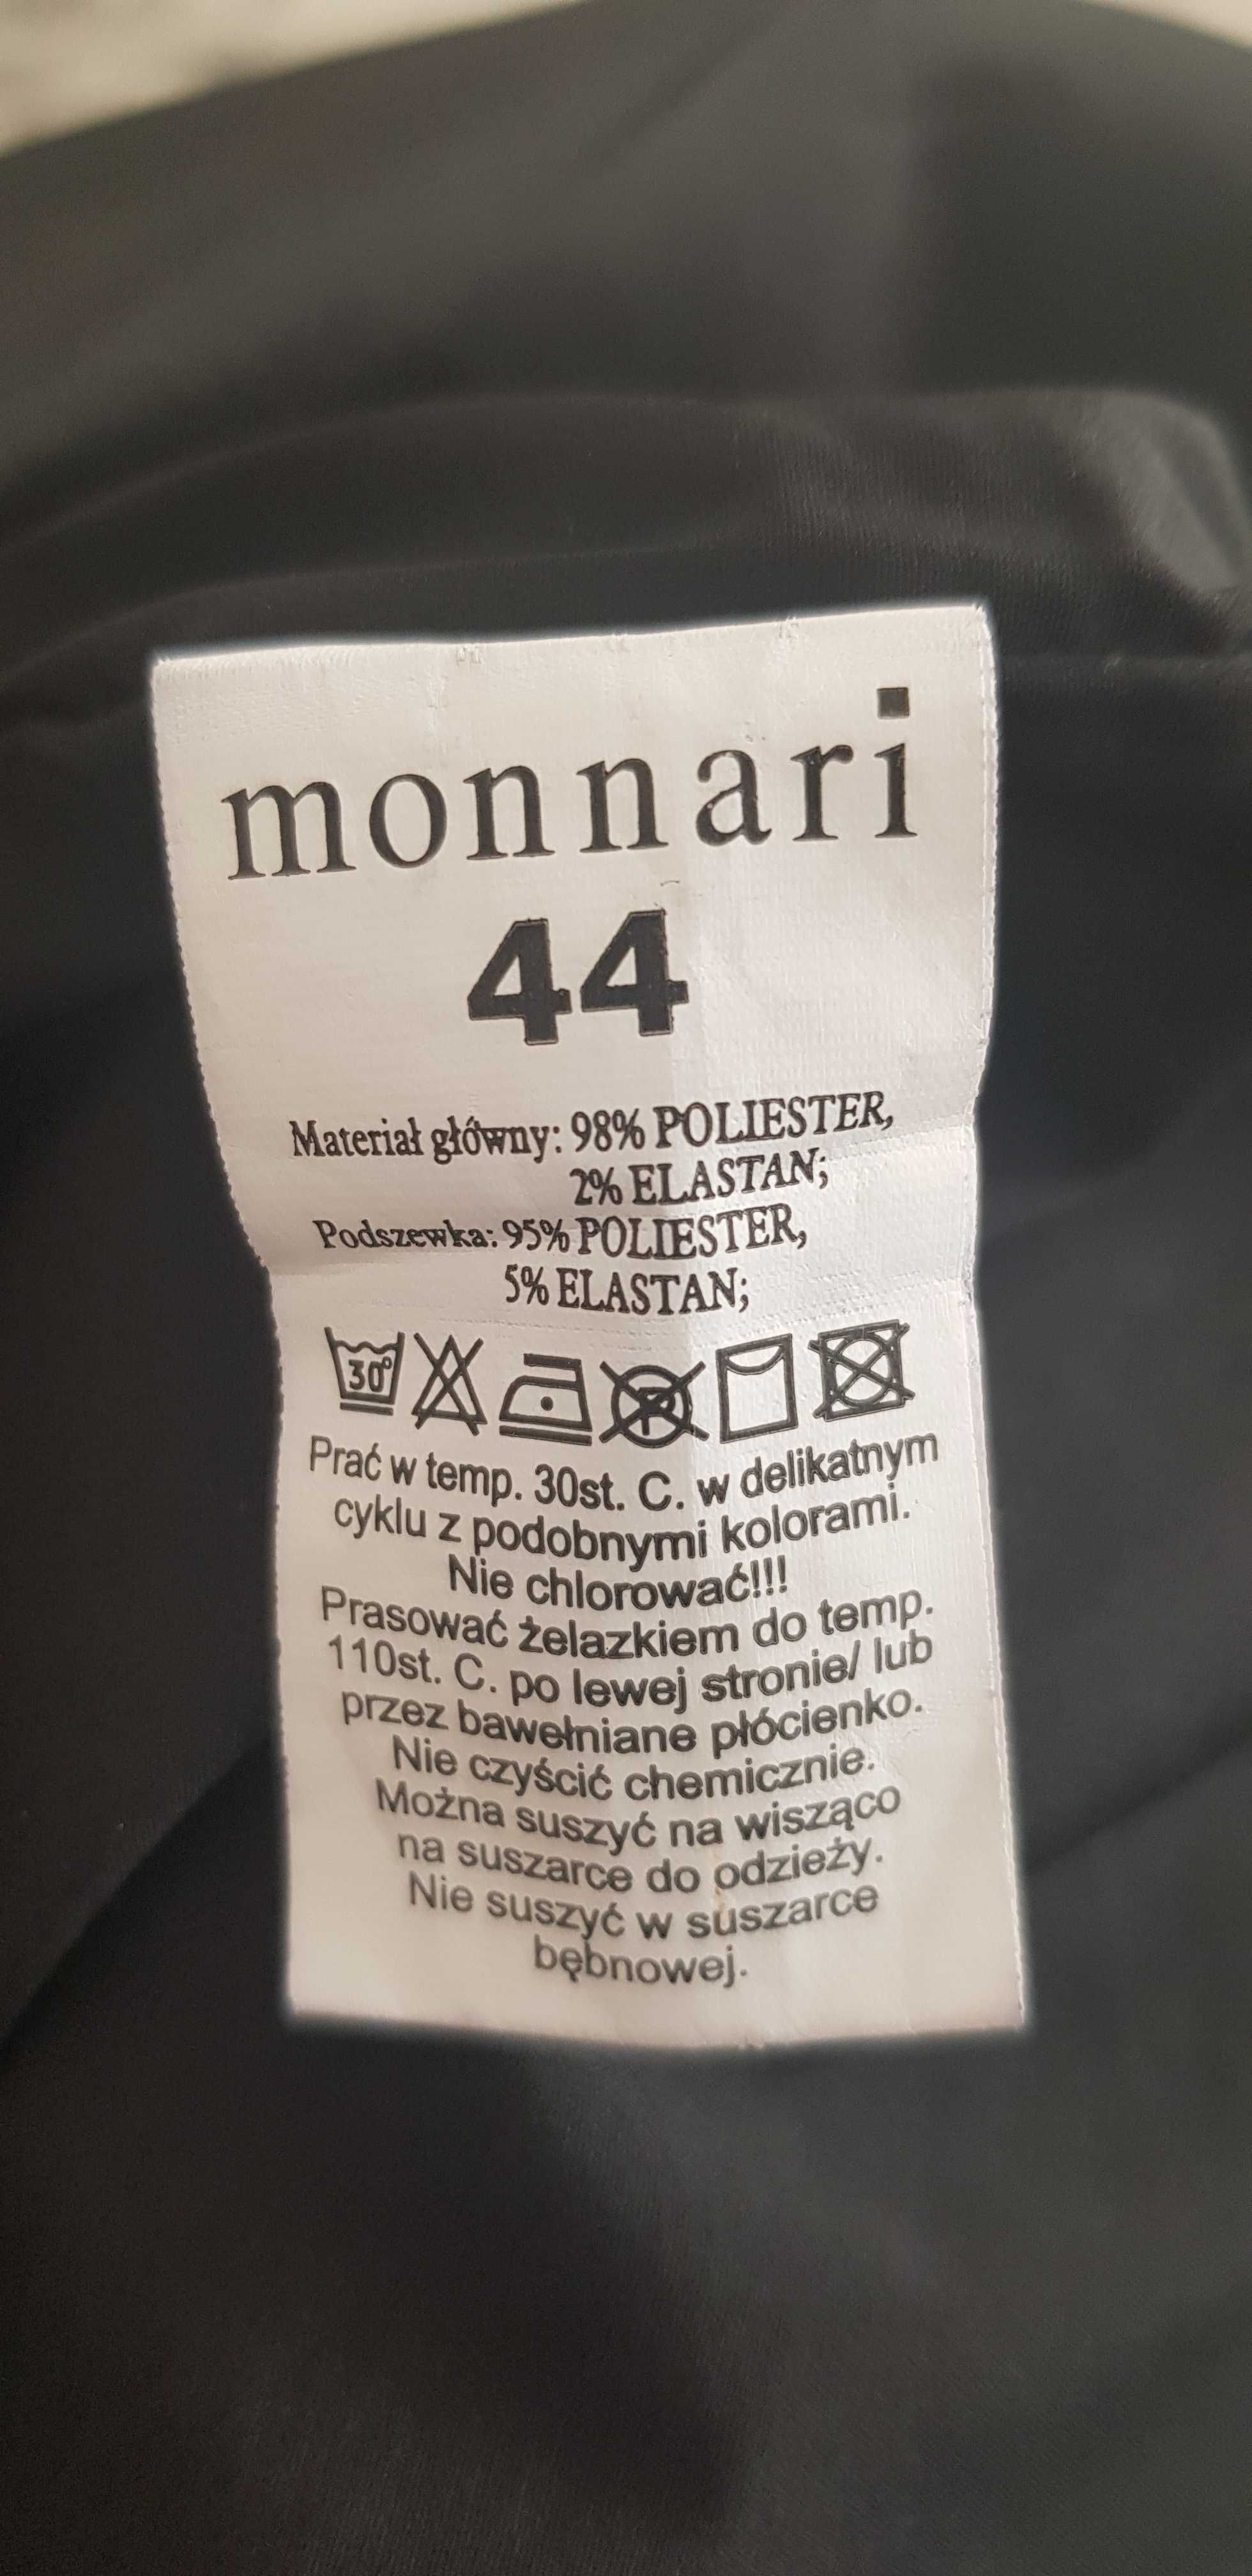 monnari
44
Materiał główny: 98% POLIESTER,
2% ELASTAN;
Podszewka: 95% POLIESTER,
5% ELASTAN;
30°
P
Prać w temp. 30st. C. w delikatnym
cyklu z podobnymi kolorami.
Nie chlorować!!!
Prasować żelazkiem do temp.
110st. C. po lewej stronie/ lub
przez bawełniane płócienko.
Nie czyścić chemicznie.
Można suszyć na wisząco
na suszarce do odzieży.
Nie suszyć w suszarce
bębnowej.